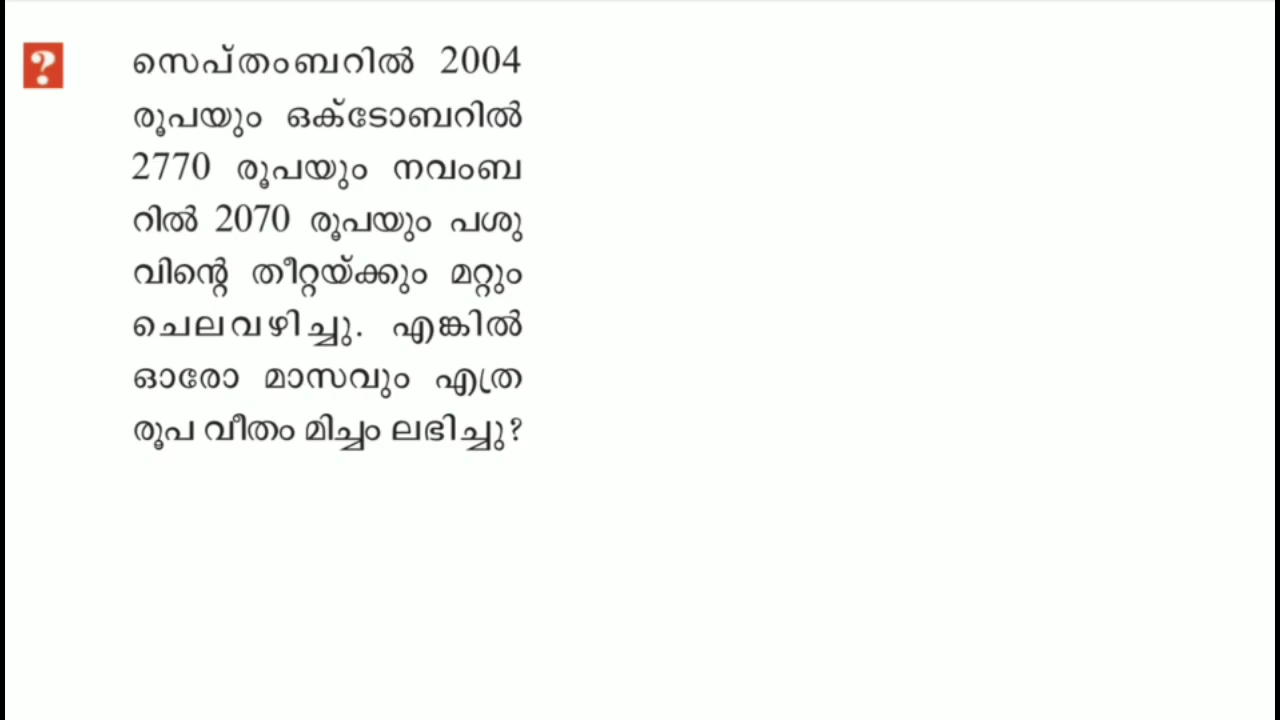 ?
സെപ്തംബറിൽ 2004
രൂപയും ഒക്ടോബറിൽ
2770 രൂപയും നവംബ
റിൽ 2070 രൂപയും പശു
വിന്റെ തീറ്റയ്ക്കും മറ്റും
ചെലവഴിച്ചു. എങ്കിൽ
ഓരോ മാസവും എത്ര
രൂപ വീതം മിച്ചം ലഭിച്ചു?